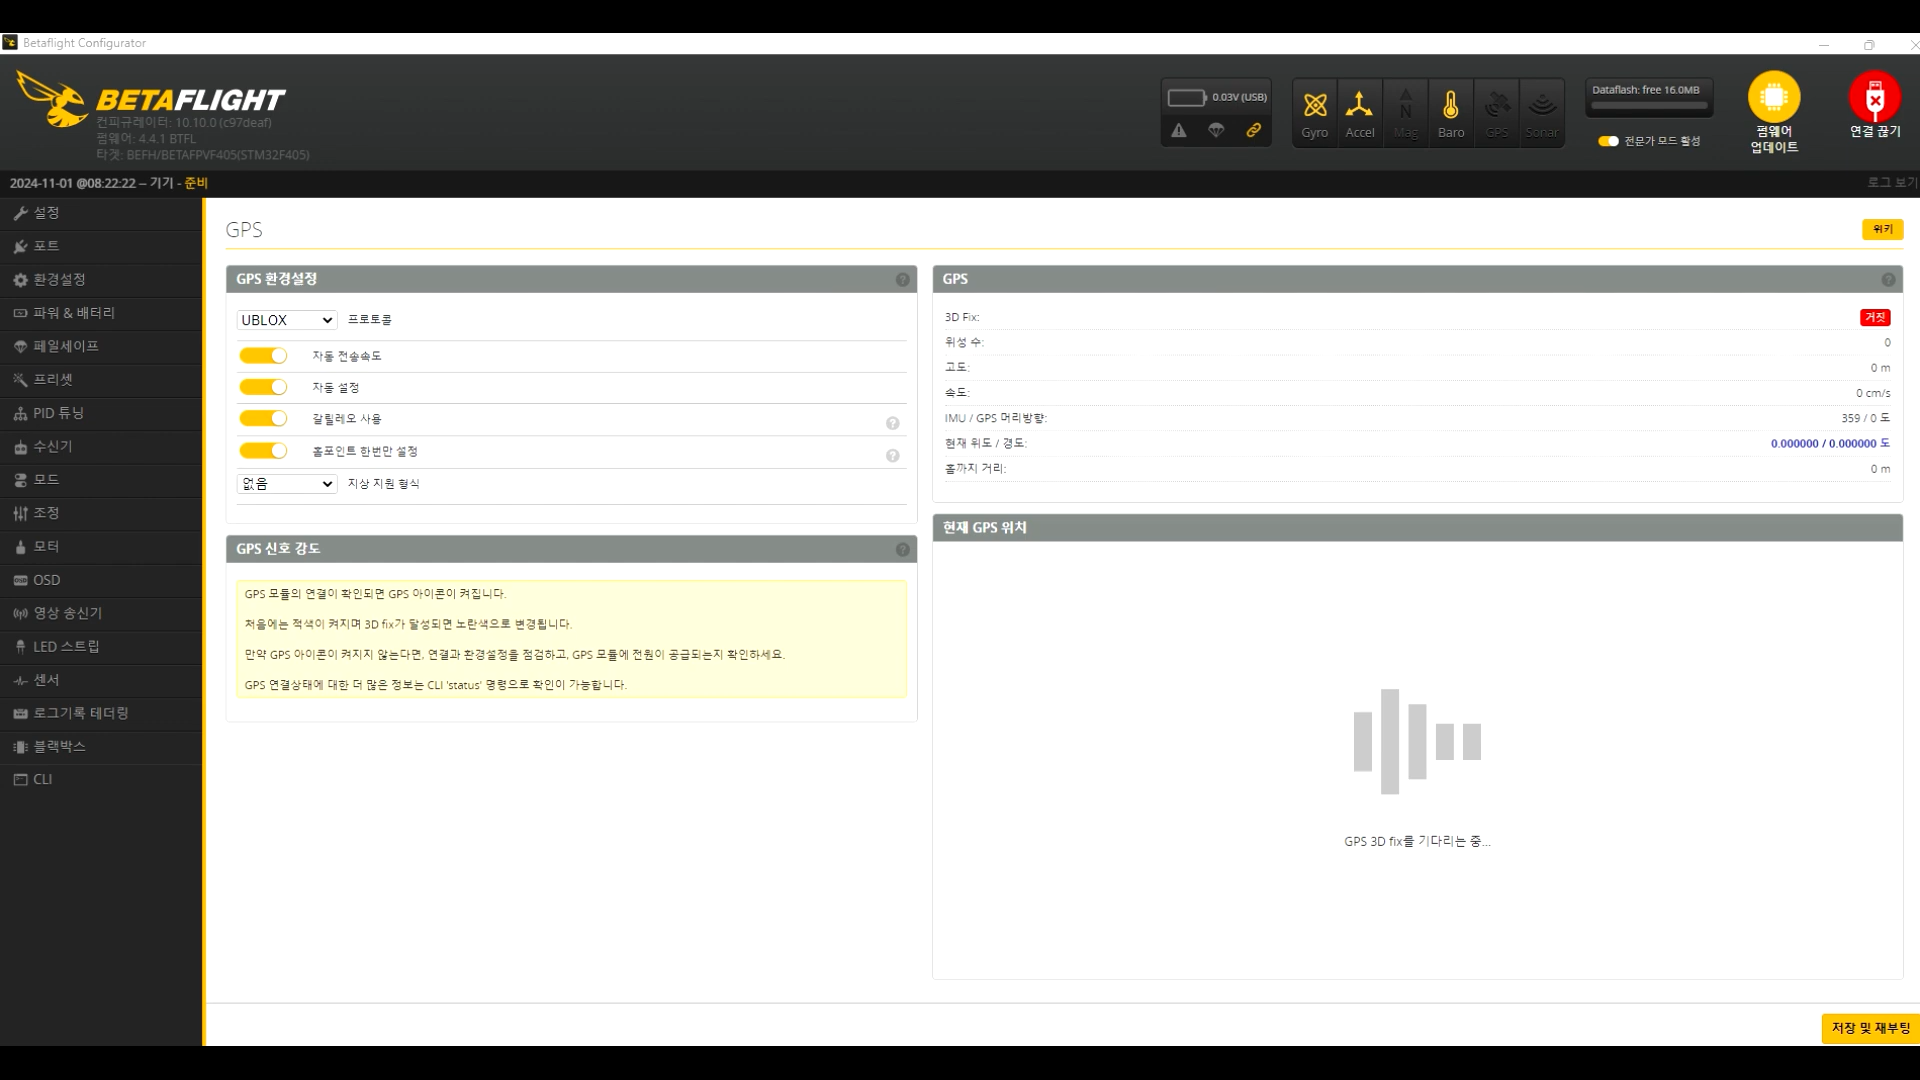 Betaflight Configurator
BETAFLIGHT
컨피규레이터: 10.10.0 (c97deaf)
펌웨어: 4.4.1 BTFL
타겟: BEFH/BETAFPVF405(STM32F405)
0.03V (USB)
Gyro
Accel
Mag
Baro
GPS
Sonar
Dataflash: free 16.0MB
전문가 모드 활성
펌웨어
업데이트
연결 끊기
2024-11-01 @08:22:22 -- 기기 - 준비
로그 보기
설정
포트
환경설정
파워 & 배터리
페일세이프
프리셋
PID 튜닝
수신기
모드
조정
모터
OSD
영상 송신기
LED 스트립
센서
로그기록 테더링
블랙박스
CLI
GPS
위키
GPS 환경설정
UBLOX 프로토콜
자동 전송속도
자동 설정
갈릴레오 사용
홈포인트 한번만 설정
없음 지상 지원 형식
GPS 신호 강도
GPS 모듈의 연결이 확인되면 GPS 아이콘이 켜집니다.
처음에는 적색이 켜지며 3D fix가 달성되면 노란색으로 변경됩니다.
만약 GPS 아이콘이 켜지지 않는다면, 연결과 환경설정을 점검하고, GPS 모듈에 전원이 공급되는지 확인하세요.
GPS 연결상태에 대한 더 많은 정보는 CLI 'status' 명령으로 확인이 가능합니다.
GPS
3D Fix: 거짓
위성 수: 0
고도: 0 m
속도: 0 cm/s
IMU / GPS 머리방향: 359 / 0 도
현재 위도 / 경도: 0.000000 / 0.000000 도
홈까지 거리: 0 m
현재 GPS 위치
GPS 3D fix를 기다리는 중...
저장 및 재부팅